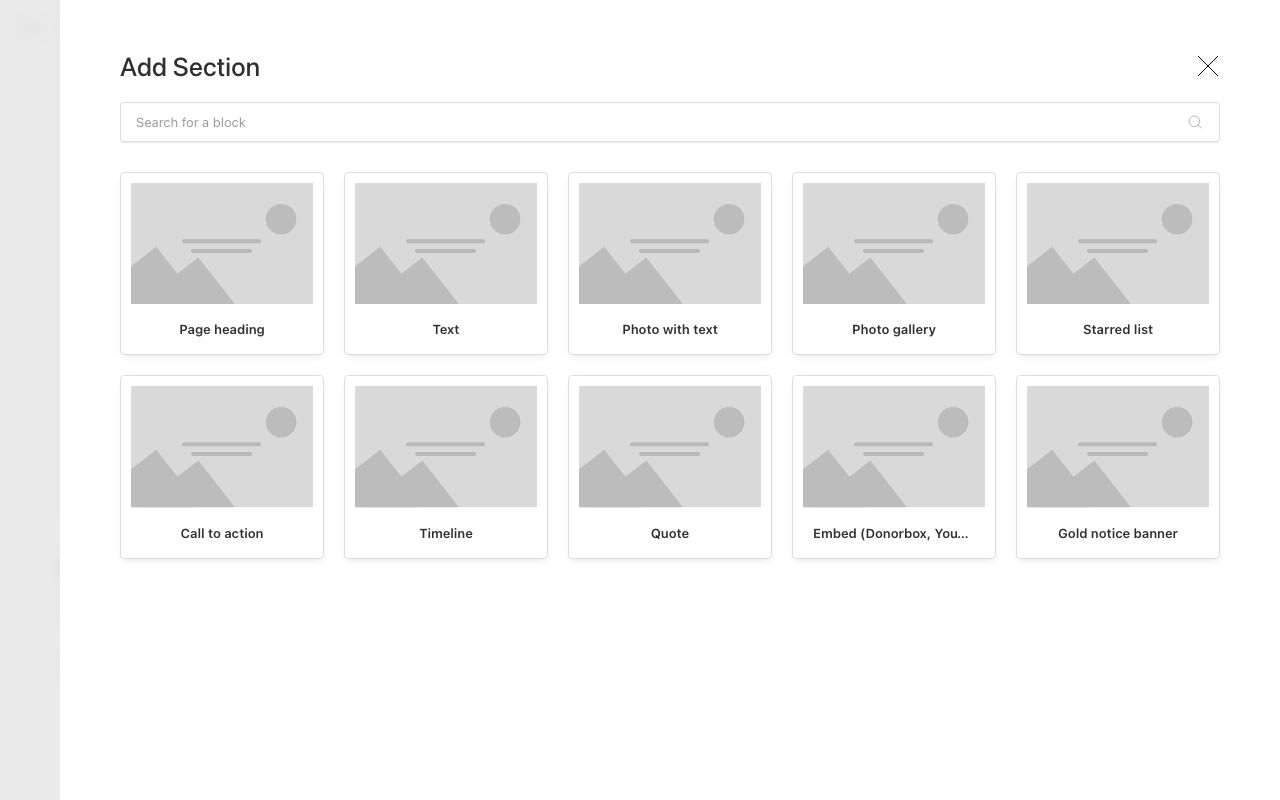 Add Section
Search for a block
Page heading
Text
Photo with text
Photo gallery
Starred list
Call to action
Timeline
Quote
Embed (Donorbox, You...
Gold notice banner